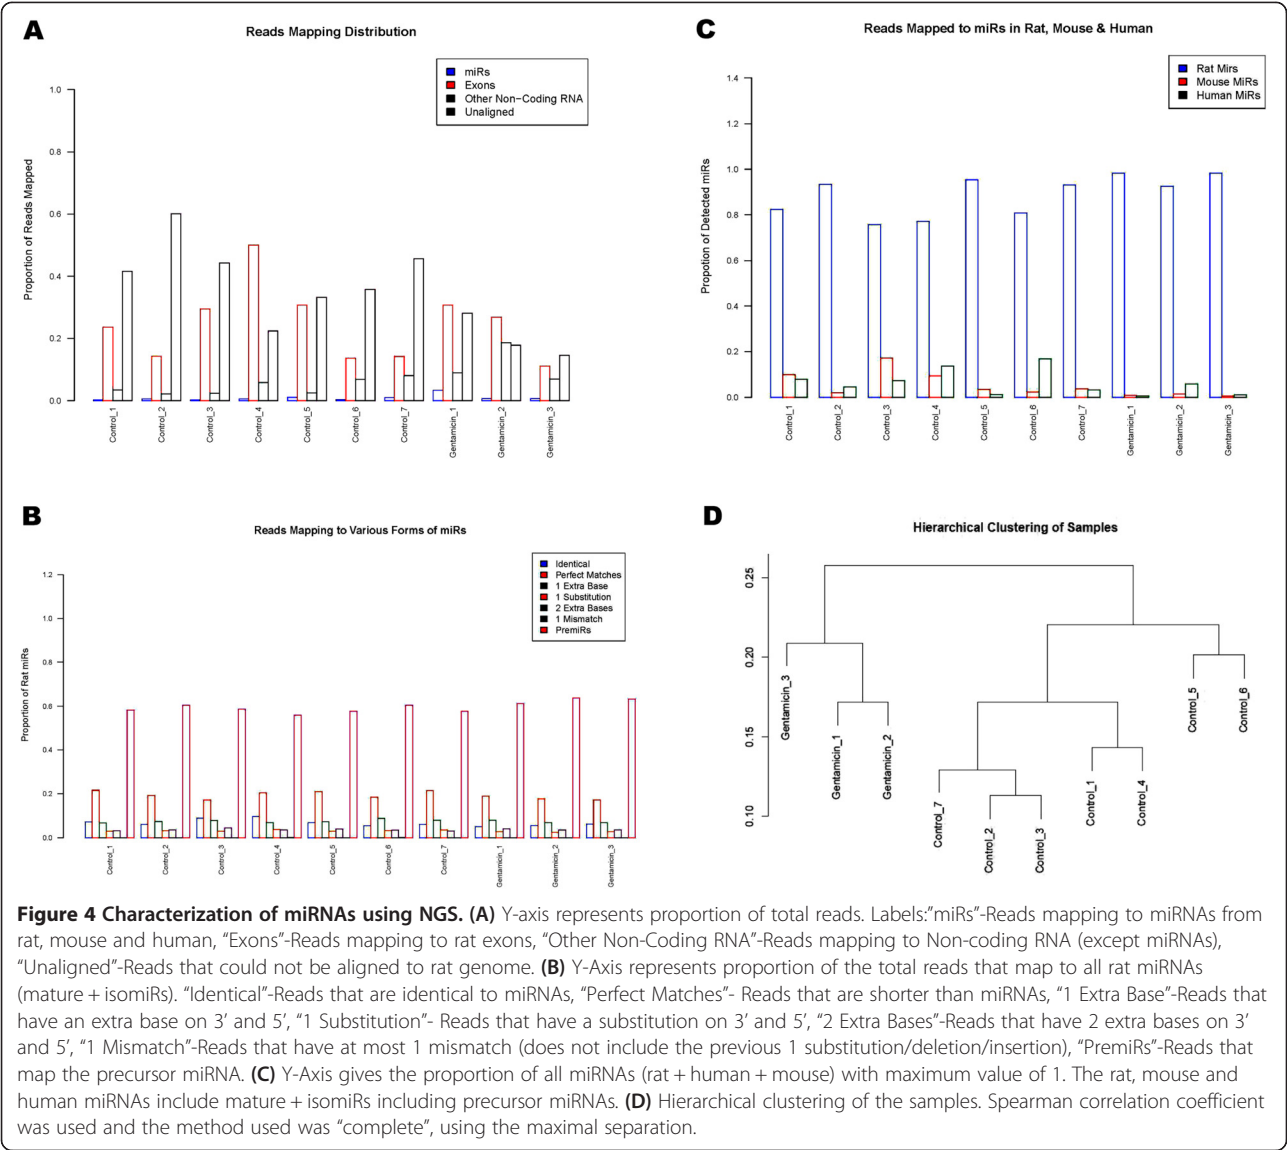 A
Reads Mapping Distribution
miRs
Exons
Other Non−Coding RNA
Unaligned
Proportion of Reads Mapped
1.0
0.8
0.6
0.4
0.2
0.0
Control_1
Control_2
Control_3
Control_4
Control_5
Control_6
Control_7
Gentamicin_1
Gentamicin_2
Gentamicin_3
C
Reads Mapped to miRs in Rat, Mouse & Human
Rat Mirs
Mouse MiRs
Human MiRs
Propotion of Detected miRs
1.4
1.2
1.0
0.8
0.6
0.4
0.2
0.0
Control_1
Control_2
Control_3
Control_4
Control_5
Control_6
Control_7
Gentamicin_1
Gentamicin_2
Gentamicin_3
B
Reads Mapping to Various Forms of miRs
Identical
Perfect Matches
1 Extra Base
1 Substitution
2 Extra Bases
1 Mismatch
PremiRs
Proportion of Rat miRs
1.2
1.0
0.8
0.6
0.4
0.2
0.0
Control_1
Control_2
Control_3
Control_4
Control_5
Control_6
Control_7
Gentamicin_1
Gentamicin_2
Gentamicin_3
D
Hierarchical Clustering of Samples
0.25
0.20
0.15
0.10
Gentamicin_3
Gentamicin_1
Gentamicin_2
Control_7
Control_2
Control_3
Control_1
Control_4
Control_5
Control_6
Figure 4 Characterization of miRNAs using NGS. (A) Y-axis represents proportion of total reads. Labels:”miRs”-Reads mapping to miRNAs from
rat, mouse and human, “Exons”-Reads mapping to rat exons, “Other Non-Coding RNA”-Reads mapping to Non-coding RNA (except miRNAs),
“Unaligned”-Reads that could not be aligned to rat genome. (B) Y-Axis represents proportion of the total reads that map to all rat miRNAs
(mature + isomiRs). “Identical”-Reads that are identical to miRNAs, “Perfect Matches”- Reads that are shorter than miRNAs, “1 Extra Base”-Reads that
have an extra base on 3’ and 5’, “1 Substitution”- Reads that have a substitution on 3’ and 5’, “2 Extra Bases”-Reads that have 2 extra bases on 3’
and 5’, “1 Mismatch”-Reads that have at most 1 mismatch (does not include the previous 1 substitution/deletion/insertion), “PremiRs”-Reads that
map the precursor miRNA. (C) Y-Axis gives the proportion of all miRNAs (rat + human + mouse) with maximum value of 1. The rat, mouse and
human miRNAs include mature + isomiRs including precursor miRNAs. (D) Hierarchical clustering of the samples. Spearman correlation coefficient
was used and the method used was “complete”, using the maximal separation.